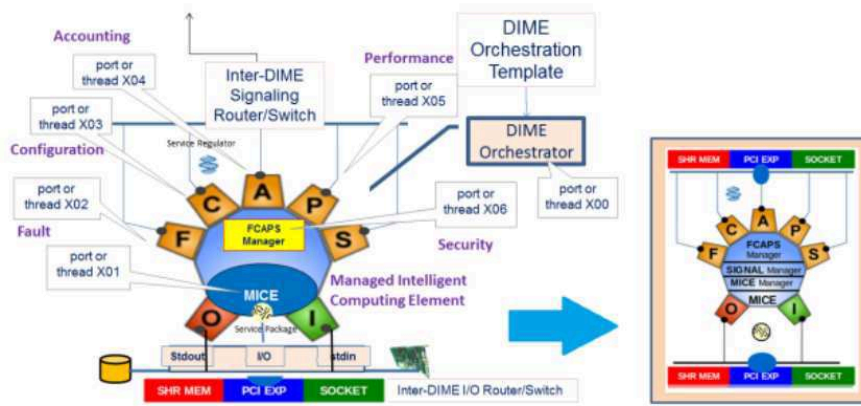 Accounting
port or
thread X04
Inter-DIME
Signaling
Router/Switch
Performance
port or
thread X05
DIME
Orchestration
Template
port or
thread X03
Configuration
Service Regulator
DIME
Orchestrator
port or
thread X02
Fault
F
C
A
P
S
FCAPS
Manager
port or
thread X06
port or
thread X00
Security
port or
thread X01
MICE
Managed Intelligent
Computing Element
O
I
Service Package
Stdout
I/O
stdin
SHR MEM
PCI EXP
SOCKET
Inter-DIME I/O Router/Switch
SHR MEM
PCI EXP
SOCKET
F
C
A
P
S
FCAPS
Manager
SIGNAL Manager
MICE Manager
MICE
O
I
SHR MEM
PCI EXP
SOCKET